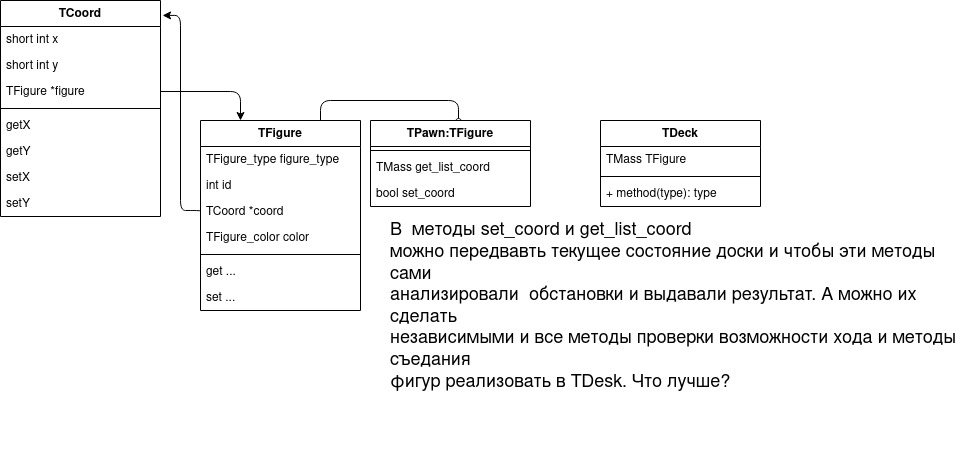 TCoord
short int x
short int y
TFigure *figure
getX
getY
setX
setY
TFigure
TFigure_type figure_type
int id
TCoord *coord
TFigure_color color
get ...
set ...
TPawn:TFigure
TMass get_list_coord
bool set_coord
TDeck
TMass TFigure
+ method(type): type
В методы set_coord и get_list_coord
можно передвавть текущее состояние доски и чтобы эти методы
сами
анализировали обстановки и выдавали результат. А можно их
сделать
независимыми и все методы проверки возможности хода и методы
съедания
фигур реализовать в TDesk. Что лучше?